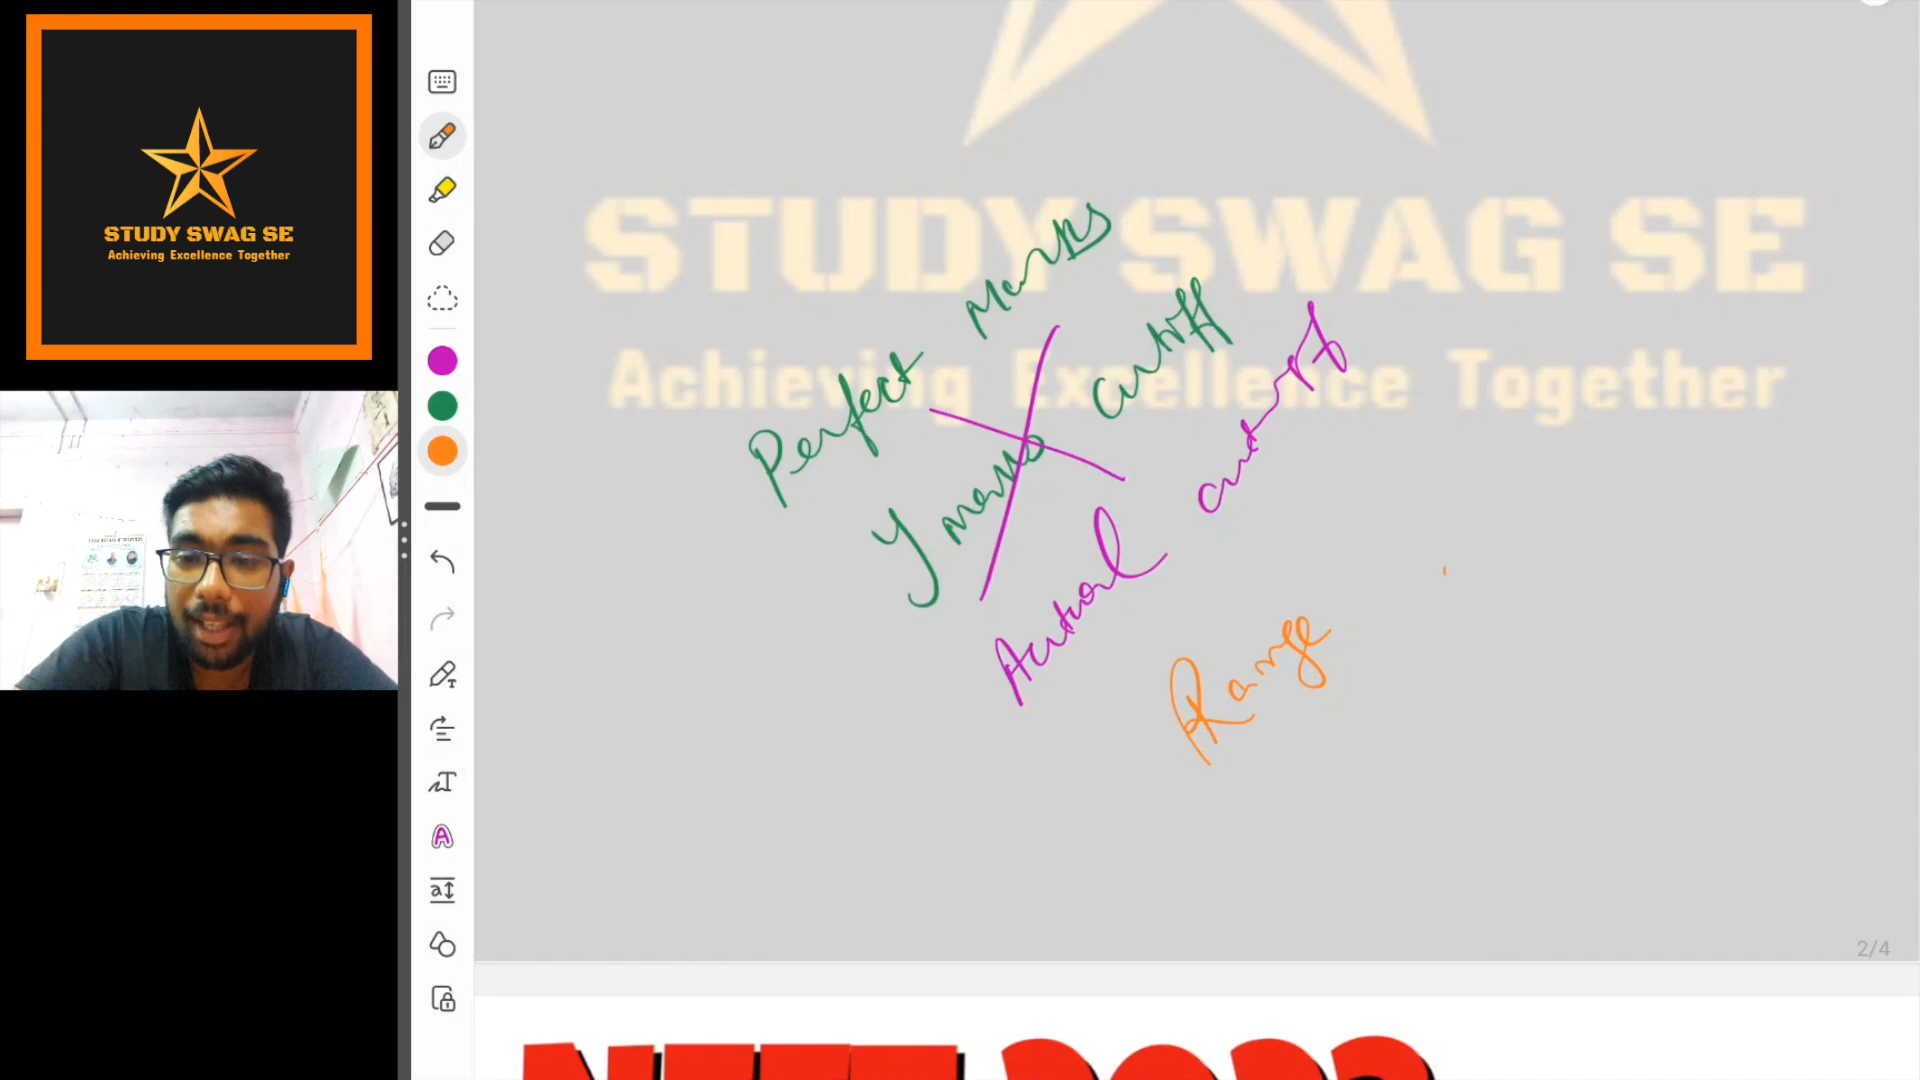 STUDY SWAG SE
Achieving Excellence Together
STUDY SWAG SE
Achieving Excellence Together
Perfect Marks
Y marks cutoff
Actual cutoff
Range
2/4